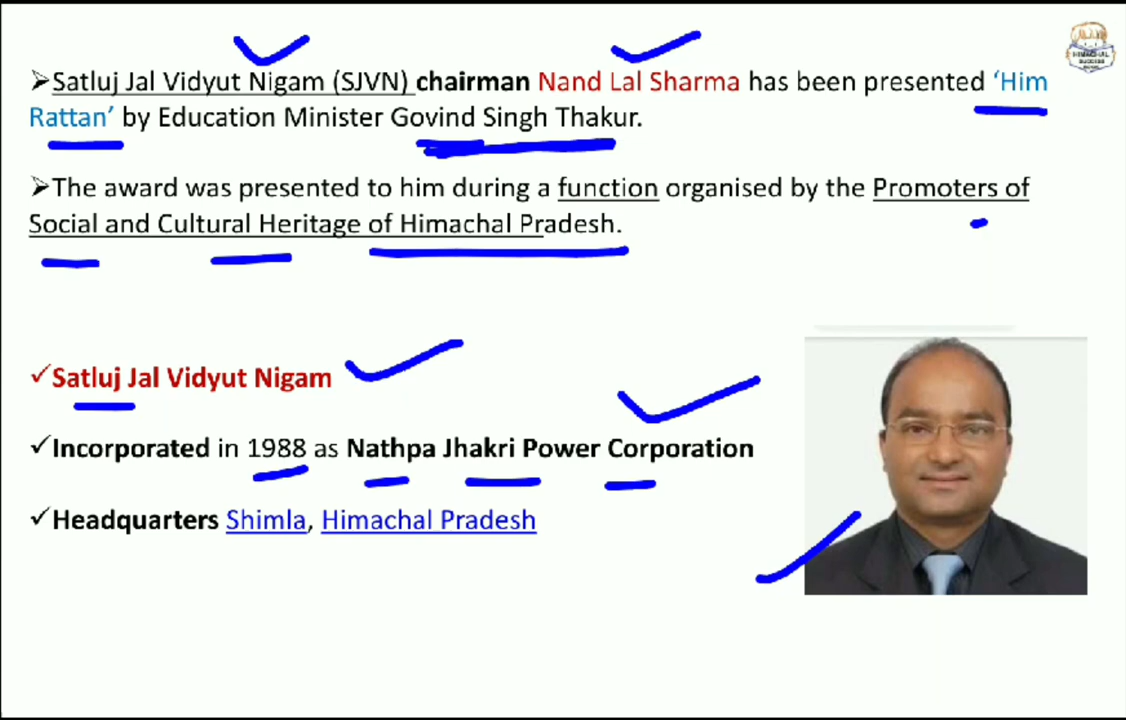 ➢Satluj Jal Vidyut Nigam (SJVN) chairman Nand Lal Sharma has been presented ‘Him
Rattan’ by Education Minister Govind Singh Thakur.
➢The award was presented to him during a function organised by the Promoters of
Social and Cultural Heritage of Himachal Pradesh.
✓Satluj Jal Vidyut Nigam
✓Incorporated in 1988 as Nathpa Jhakri Power Corporation
✓Headquarters Shimla, Himachal Pradesh
HIMACHAL
SUCCESS